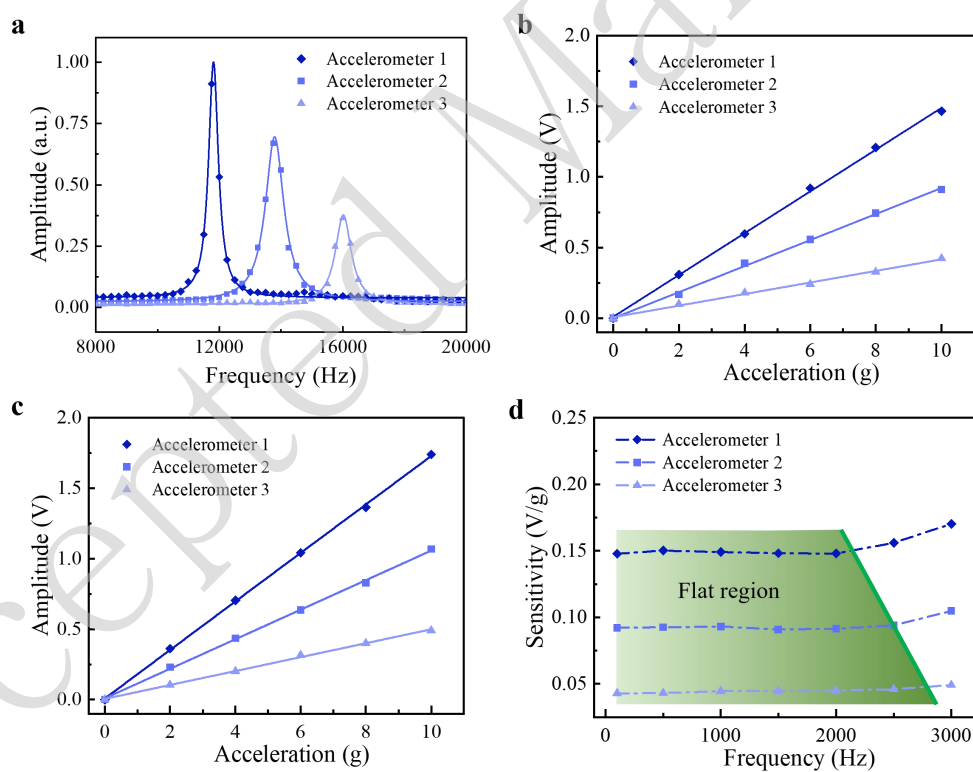 a
1.00
0.75
0.50
0.25
0.00
Amplitude (a.u.)
8000 12000 16000 20000
Frequency (Hz)
Accelerometer 1
Accelerometer 2
Accelerometer 3
b
2.0
1.5
1.0
0.5
0.0
Amplitude (V)
0 2 4 6 8 10
Acceleration (g)
Accelerometer 1
Accelerometer 2
Accelerometer 3
c
2.0
1.5
1.0
0.5
0.0
Amplitude (V)
0 2 4 6 8 10
Acceleration (g)
Accelerometer 1
Accelerometer 2
Accelerometer 3
d
0.25
0.20
0.15
0.10
0.05
Sensitivity (V/g)
0 1000 2000 3000
Frequency (Hz)
Accelerometer 1
Accelerometer 2
Accelerometer 3
Flat region
cepted Ma